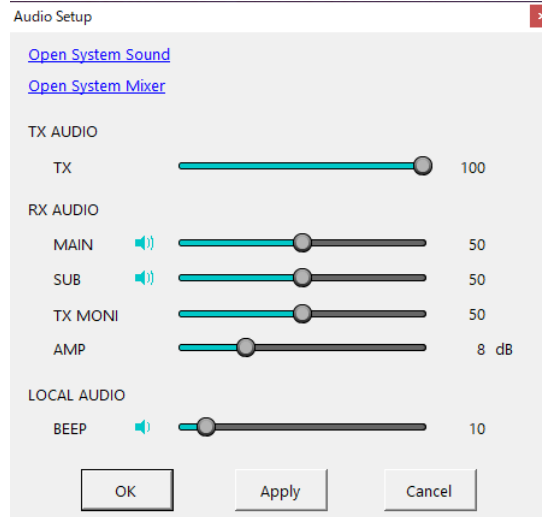 Audio Setup
Open System Sound
Open System Mixer
TX AUDIO
TX 100
RX AUDIO
MAIN 50
SUB 50
TX MONI 50
AMP 8 dB
LOCAL AUDIO
BEEP 10
OK Apply Cancel